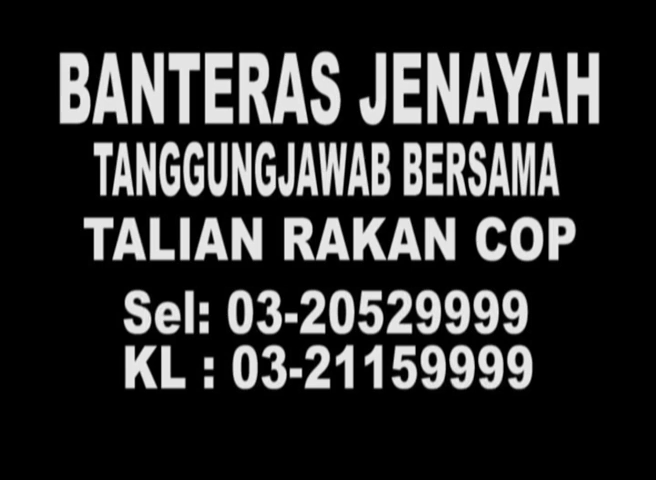 BANTERAS JENAYAH
TANGGUNGJAWAB BERSAMA
TALIAN RAKAN COP
Sel: 03-20529999
KL : 03-21159999